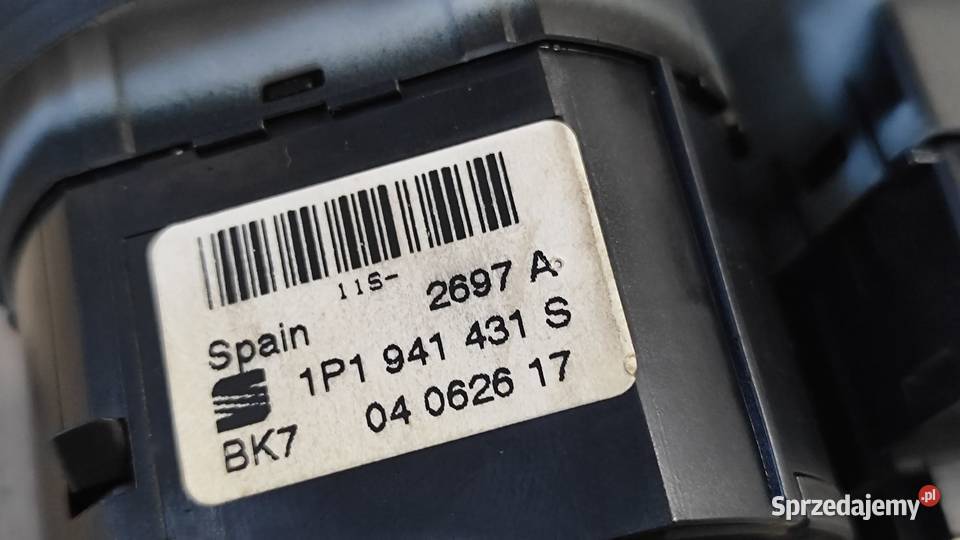 11S-
2697 A
Spain
1P1 941 431 S
BK7
04 0626 17
Sprzedajemy.pl